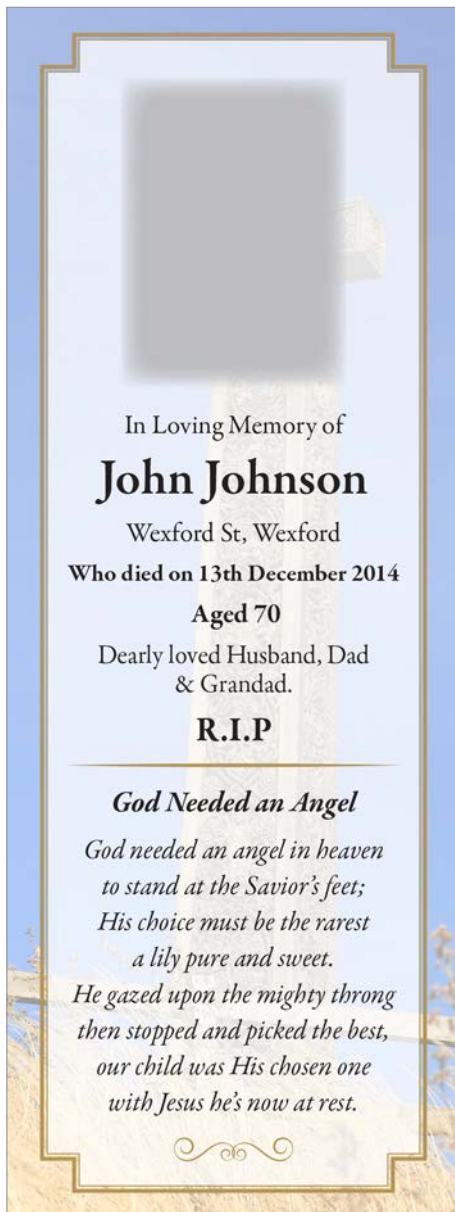 In Loving Memory of
John Johnson
Wexford St, Wexford
Who died on 13th December 2014
Aged 70
Dearly loved Husband, Dad
& Grandad.
R.I.P
God Needed an Angel
God needed an angel in heaven
to stand at the Savior's feet;
His choice must be the rarest
a lily pure and sweet.
He gazed upon the mighty throng
then stopped and picked the best,
our child was His chosen one
with Jesus he's now at rest.